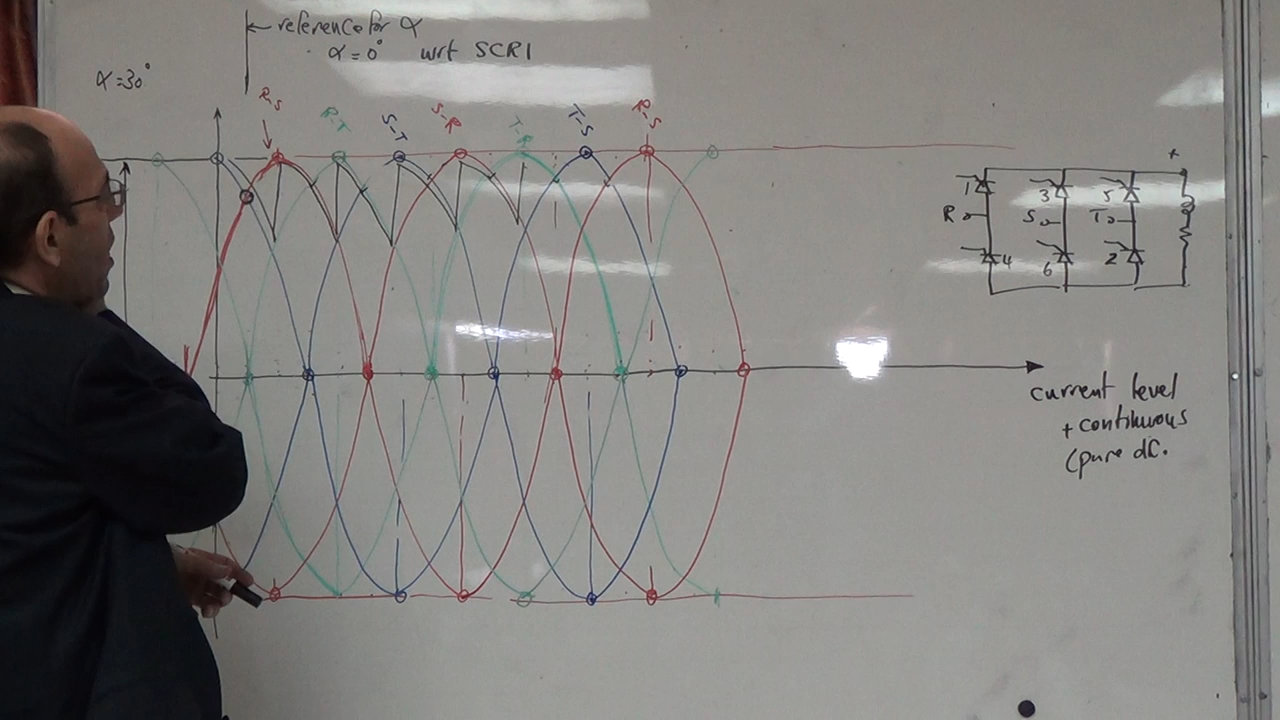 reference for α
α=0° wrt SCR1
α=30°
R-S
R-T
S-T
S-R
T-R
T-S
R-S
+
1 3 5
R S T
4 6 2
current level
+ continuous
(pure dc.